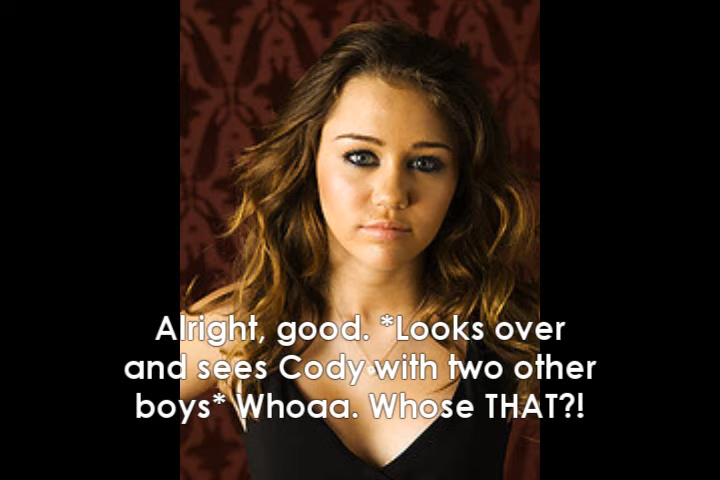 Alright, good. *Looks over
and sees Cody with two other
boys* Whoaa. Whose THAT?!